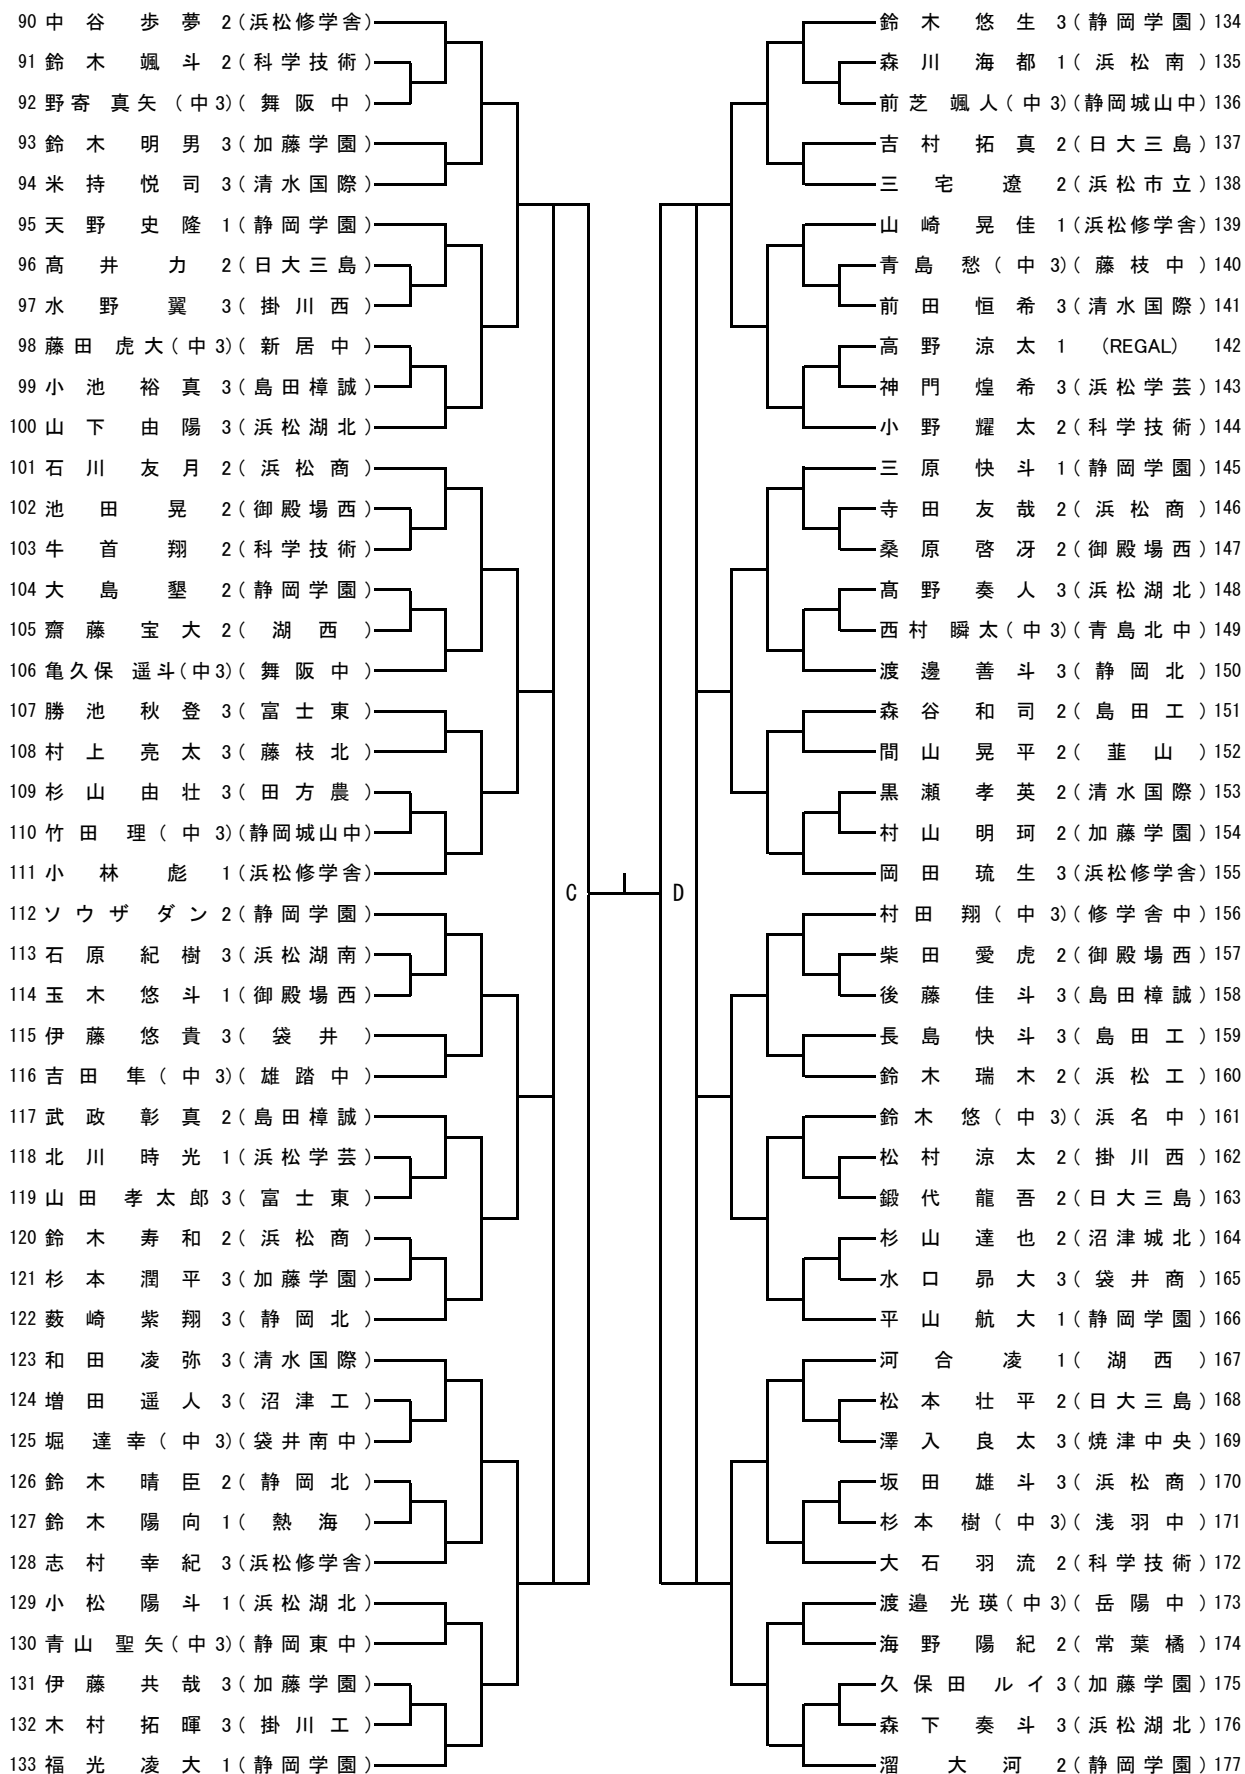 90 中谷 歩夢 2 (浜松修学舎)
91 鈴木 颯斗 2 (科学技術)
92 野寄 真矢 (中3) (舞阪中)
93 鈴木 明男 3 (加藤学園)
94 米持 悦司 3 (清水国際)
95 天野 史隆 1 (静岡学園)
96 髙井 力 2 (日大三島)
97 水野 翼 3 (掛川西)
98 藤田 虎大 (中3) (新居中)
99 小池 裕真 3 (島田樟誠)
100 山下 由陽 3 (浜松湖北)
101 石川 友月 2 (浜松商)
102 池田 晃 2 (御殿場西)
103 牛首 翔 2 (科学技術)
104 大島 塁 2 (静岡学園)
105 齋藤 宝大 2 (湖西)
106 亀久保 遥斗 (中3) (舞阪中)
107 勝池 秋登 3 (富士東)
108 村上 亮太 3 (藤枝北)
109 杉山 由壮 3 (田方農)
110 竹田 理 (中3) (静岡城山中)
111 小林 彪 1 (浜松修学舎)
112 ソウザ ダン 2 (静岡学園)
113 石原 紀樹 3 (浜松湖南)
114 玉木 悠斗 1 (御殿場西)
115 伊藤 悠貴 3 (袋井)
116 吉田 隼 (中3) (雄踏中)
117 武政 彰真 2 (島田樟誠)
118 北川 時光 1 (浜松学芸)
119 山田 孝太郎 3 (富士東)
120 鈴木 寿和 2 (浜松商)
121 杉本 潤平 3 (加藤学園)
122 薮崎 紫翔 3 (静岡北)
123 和田 凌弥 3 (清水国際)
124 増田 遥人 3 (沼津工)
125 堀 達幸 (中3) (袋井南中)
126 鈴木 晴臣 2 (静岡北)
127 鈴木 陽向 1 (熱海)
128 志村 幸紀 3 (浜松修学舎)
129 小松 陽斗 1 (浜松湖北)
130 青山 聖矢 (中3) (静岡東中)
131 伊藤 共哉 3 (加藤学園)
132 木村 拓暉 3 (掛川工)
133 福光 凌大 1 (静岡学園)
C
D
鈴木 悠生 3 (静岡学園) 134
森川 海都 1 (浜松南) 135
前芝 颯人 (中3) (静岡城山中) 136
吉村 拓真 2 (日大三島) 137
三宅 遼 2 (浜松市立) 138
山崎 晃佳 1 (浜松修学舎) 139
青島 愁 (中3) (藤枝中) 140
前田 恒希 3 (清水国際) 141
高野 涼太 1 (REGAL) 142
神門 煌希 3 (浜松学芸) 143
小野 耀太 2 (科学技術) 144
三原 快斗 1 (静岡学園) 145
寺田 友哉 2 (浜松商) 146
桑原 啓冴 2 (御殿場西) 147
髙野 奏人 3 (浜松湖北) 148
西村 瞬太 (中3) (青島北中) 149
渡邊 善斗 3 (静岡北) 150
森谷 和司 2 (島田工) 151
間山 晃平 2 (韮山) 152
黒瀬 孝英 2 (清水国際) 153
村山 明珂 2 (加藤学園) 154
岡田 琉生 3 (浜松修学舎) 155
村田 翔 (中3) (修学舎中) 156
柴田 愛虎 2 (御殿場西) 157
後藤 佳斗 3 (島田樟誠) 158
長島 快斗 3 (島田工) 159
鈴木 瑞木 2 (浜松工) 160
鈴木 悠 (中3) (浜名中) 161
松村 涼太 2 (掛川西) 162
鍛代 龍吾 2 (日大三島) 163
杉山 達也 2 (沼津城北) 164
水口 昴大 3 (袋井商) 165
平山 航大 1 (静岡学園) 166
河合 凌 1 (湖西) 167
松本 壮平 2 (日大三島) 168
澤入 良太 3 (焼津中央) 169
坂田 雄斗 3 (浜松商) 170
杉本 樹 (中3) (浅羽中) 171
大石 羽流 2 (科学技術) 172
渡邉 光瑛 (中3) (岳陽中) 173
海野 陽紀 2 (常葉橘) 174
久保田 ルイ 3 (加藤学園) 175
森下 奏斗 3 (浜松湖北) 176
溜 大河 2 (静岡学園) 177